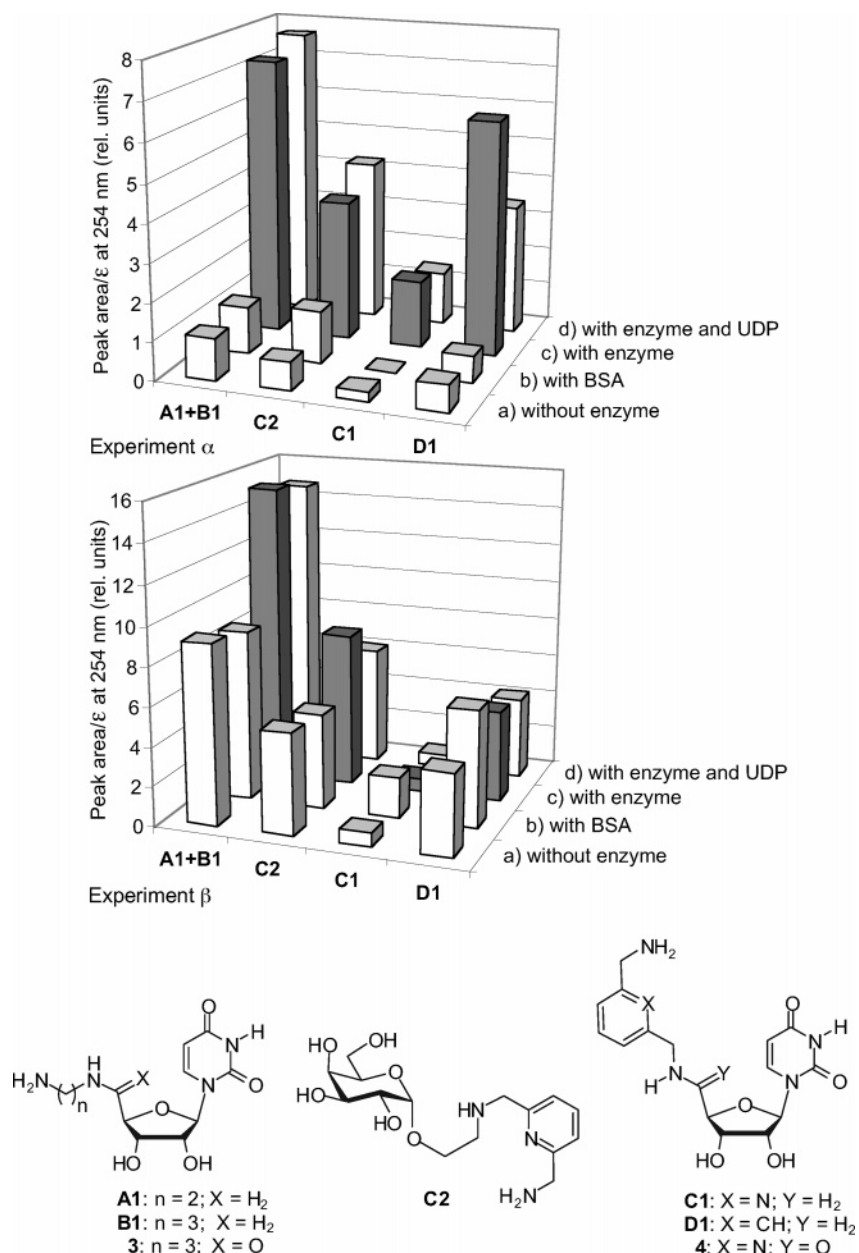 Peak area/ε at 254 nm (rel. units)
8
7
6
5
4
3
2
1
0
A1+B1
C2
C1
D1
d) with enzyme and UDP
c) with enzyme
b) with BSA
a) without enzyme
Experiment α
Peak area/ε at 254 nm (rel. units)
16
14
12
10
8
6
4
2
0
A1+B1
C2
C1
D1
d) with enzyme and UDP
c) with enzyme
b) with BSA
a) without enzyme
Experiment β
O
N H
N O
H N X
H2N n
O
HO OH
A1: n = 2; X = H2
B1: n = 3; X = H2
3: n = 3; X = O
OH
HO
O
HO
OH
O
HN
N
H2N
C2
NH2
X
O
N H
N O
H N Y
O
HO OH
C1: X = N; Y = H2
D1: X = CH; Y = H2
4: X = N; Y = O